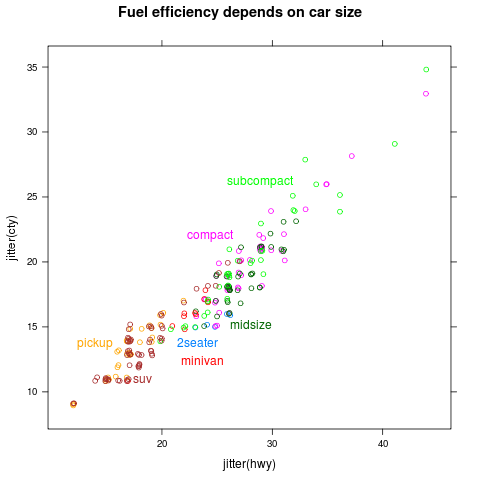 Fuel efficiency depends on car size
35
30
25
20
15
10
jitter(cty)
subcompact
compact
midsize
pickup
2seater
minivan
suv
20
30
40
jitter(hwy)